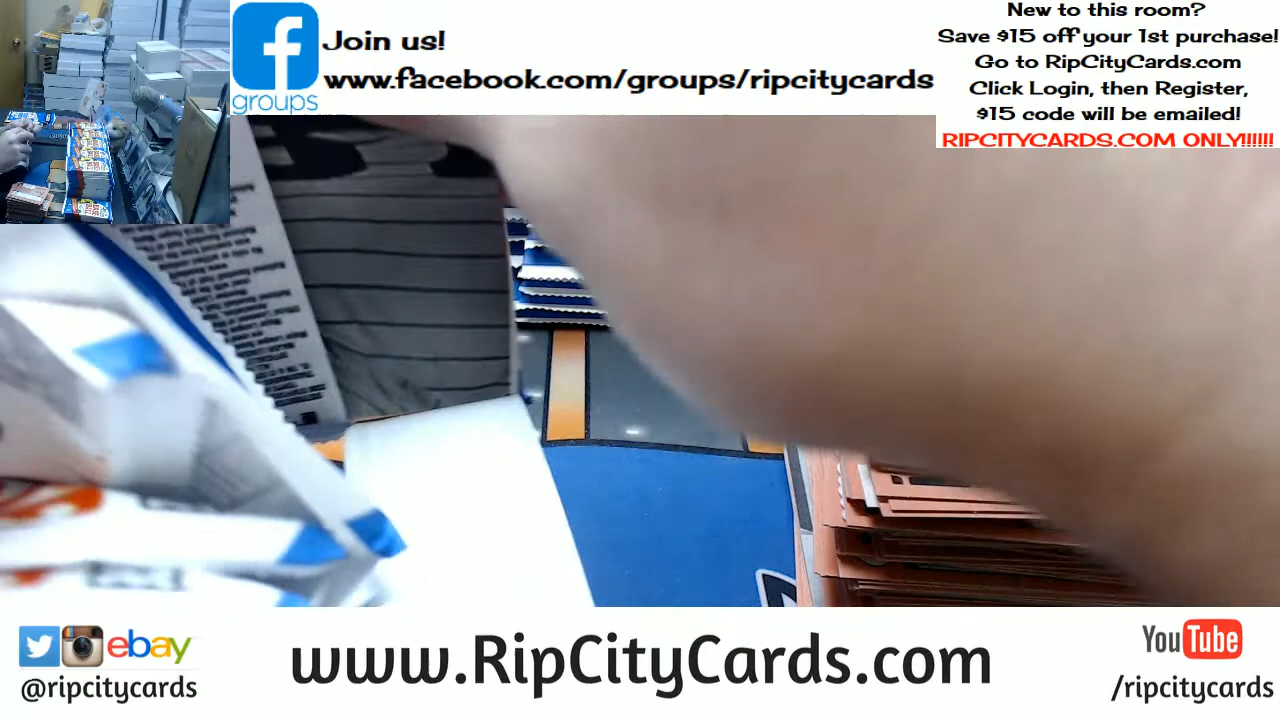 Join us!
www.facebook.com/groups/ripcitycards
groups
New to this room?
Save $15 off your 1st purchase!
Go to RipCityCards.com
Click Login, then Register,
$15 code will be emailed!
RIPCITYCARDS.COM ONLY!!!!!!
ebay
@ripcitycards
www.RipCityCards.com
YouTube
/ripcitycards